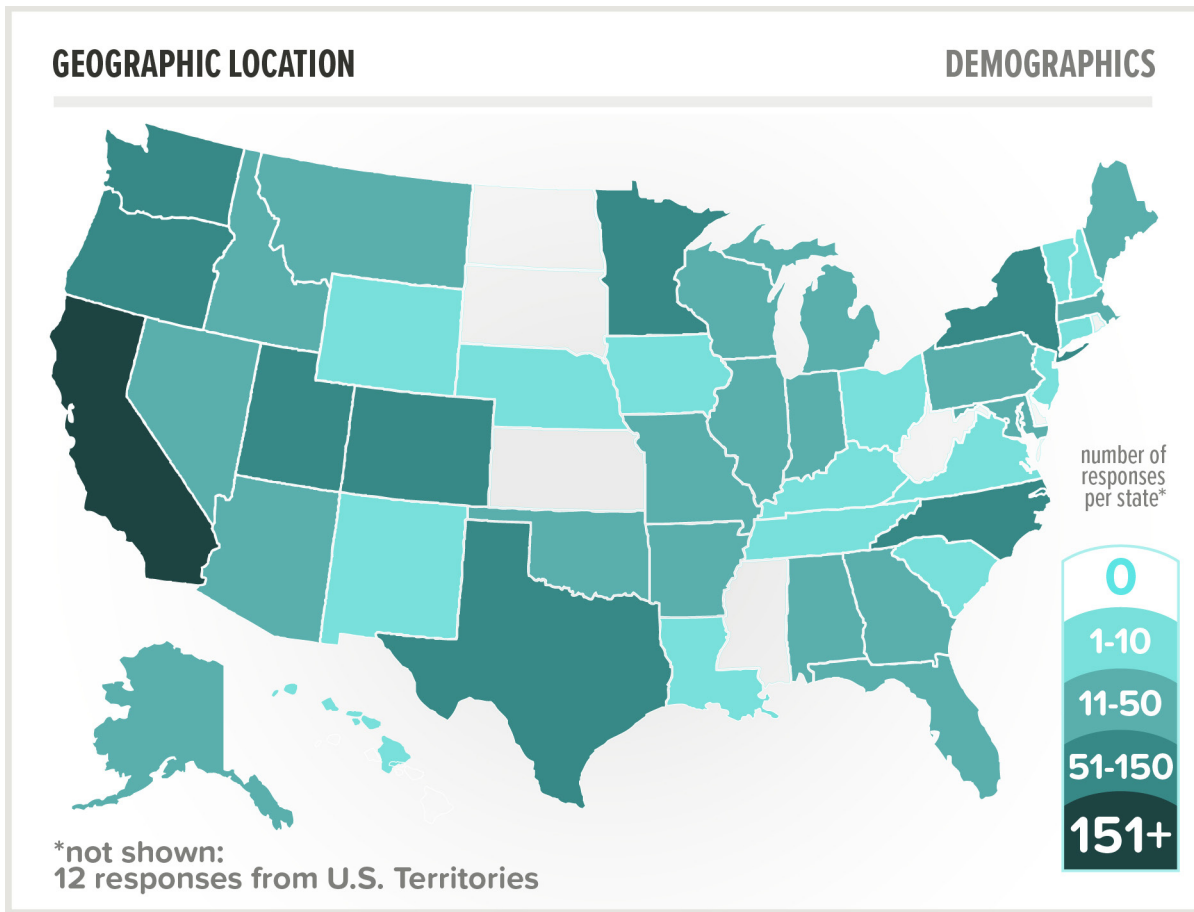 GEOGRAPHIC LOCATION
DEMOGRAPHICS
number of
responses
per state*
0
1-10
11-50
51-150
151+
*not shown:
12 responses from U.S. Territories